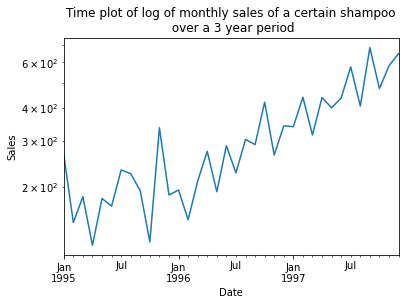 Time plot of log of monthly sales of a certain shampoo
over a 3 year period
6 × 10²
4 × 10²
3 × 10²
2 × 10²
Sales
Jan Jul Jan Jul Jan Jul
1995 1996 1997
Date